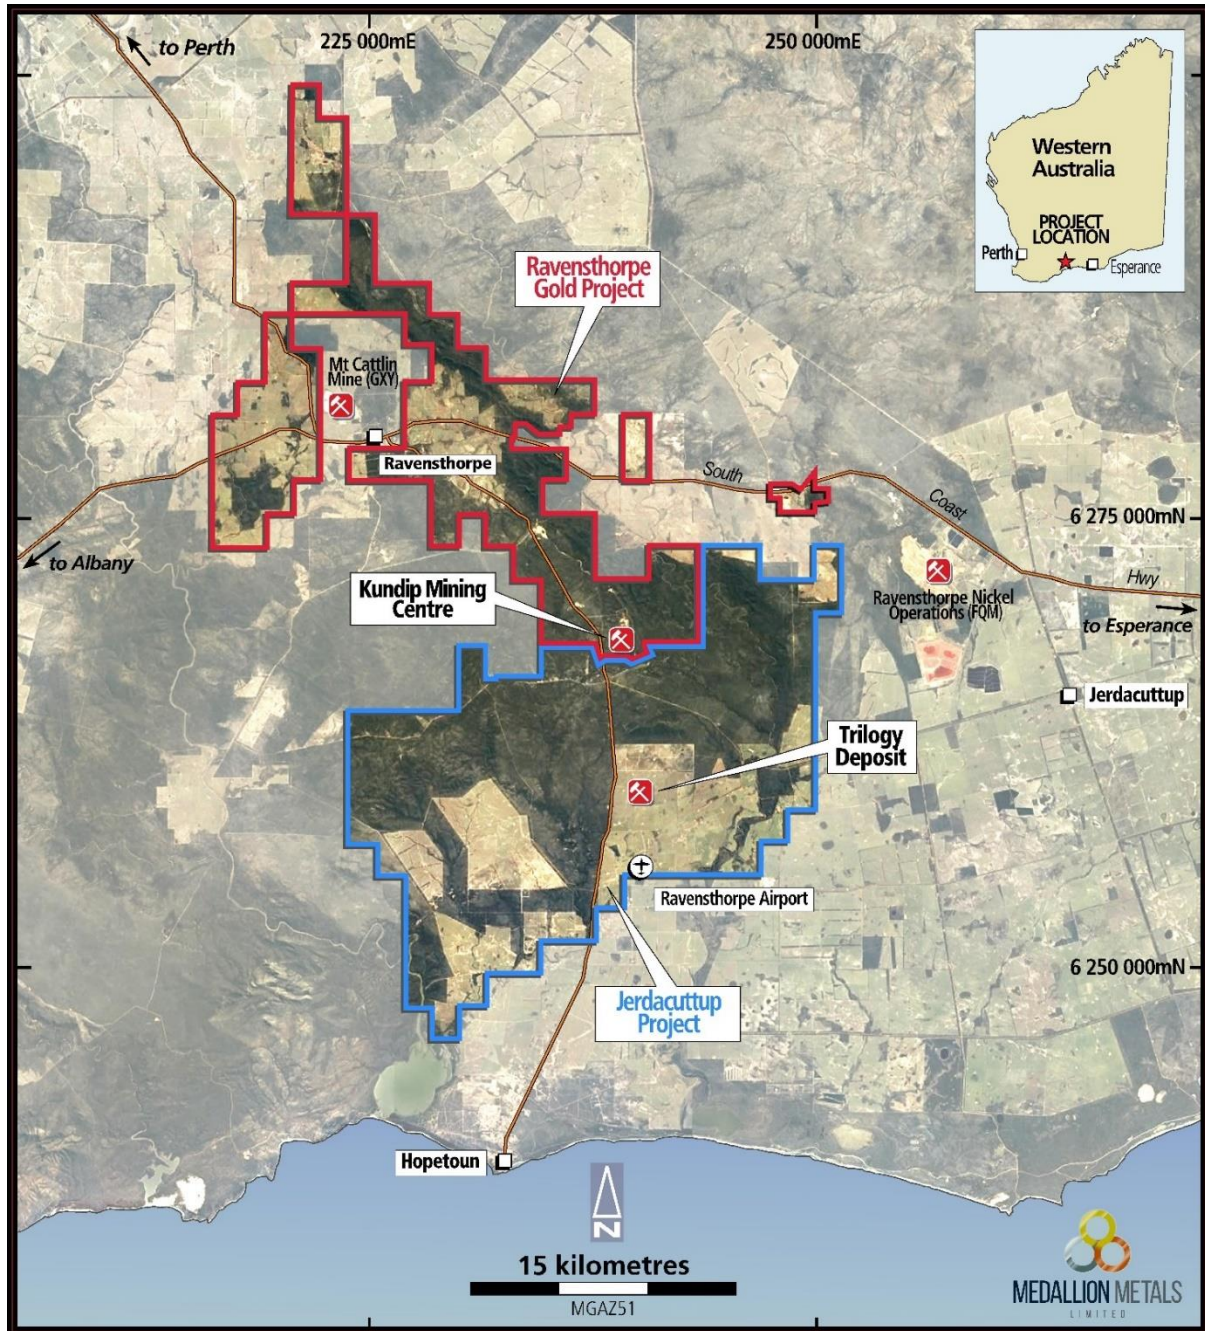 to Perth
225 000mE
250 000mE
Western
Australia
PROJECT
LOCATION
Perth
Esperance
Ravensthorpe
Gold Project
Mt Cattlin
Mine (GXY)
Ravensthorpe
South
Coast
Hwy
6 275 000mN
to Albany
Kundip Mining
Centre
Ravensthorpe Nickel
Operations (FQM)
to Esperance
Jerdacuttup
Trilogy
Deposit
Ravensthorpe Airport
6 250 000mN
Jerdacuttup
Project
Hopetoun
N
15 kilometres
MGAZ51
MEDALLION METALS
LIMITED